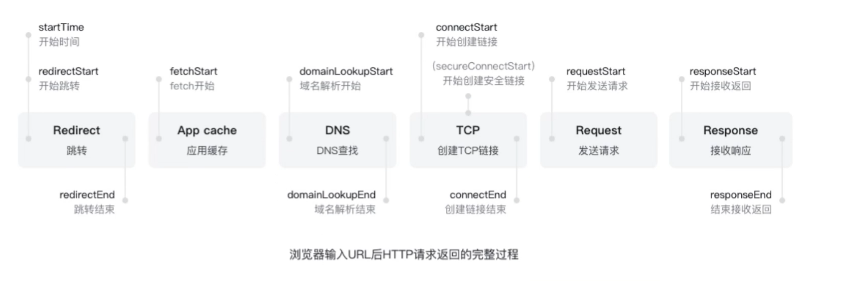 startTime
开始时间
connectStart
开始创建链接
redirectStart
开始跳转
fetchStart
fetch开始
domainLookupStart
域名解析开始
(secureConnectStart)
开始创建安全链接
requestStart
开始发送请求
responseStart
开始接收返回
Redirect
跳转
App cache
应用缓存
DNS
DNS查找
TCP
创建TCP链接
Request
发送请求
Response
接收响应
redirectEnd
跳转结束
domainLookupEnd
域名解析结束
connectEnd
创建链接结束
responseEnd
结束接收返回
浏览器输入URL后HTTP请求返回的完整过程